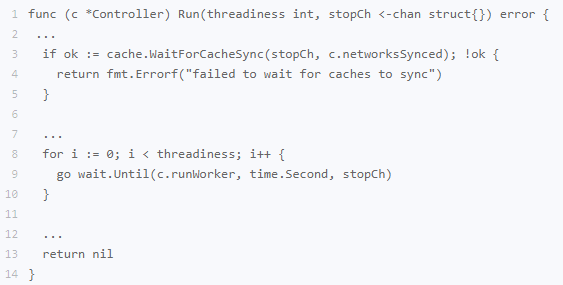 1 func (c *Controller) Run(threadiness int, stopCh <-chan struct{}) error {
2  ...
3   if ok := cache.WaitForCacheSync(stopCh, c.networksSynced); !ok {
4     return fmt.Errorf("failed to wait for caches to sync")
5   }
6
7   ...
8   for i := 0; i < threadiness; i++ {
9     go wait.Until(c.runWorker, time.Second, stopCh)
10   }
11
12   ...
13   return nil
14 }